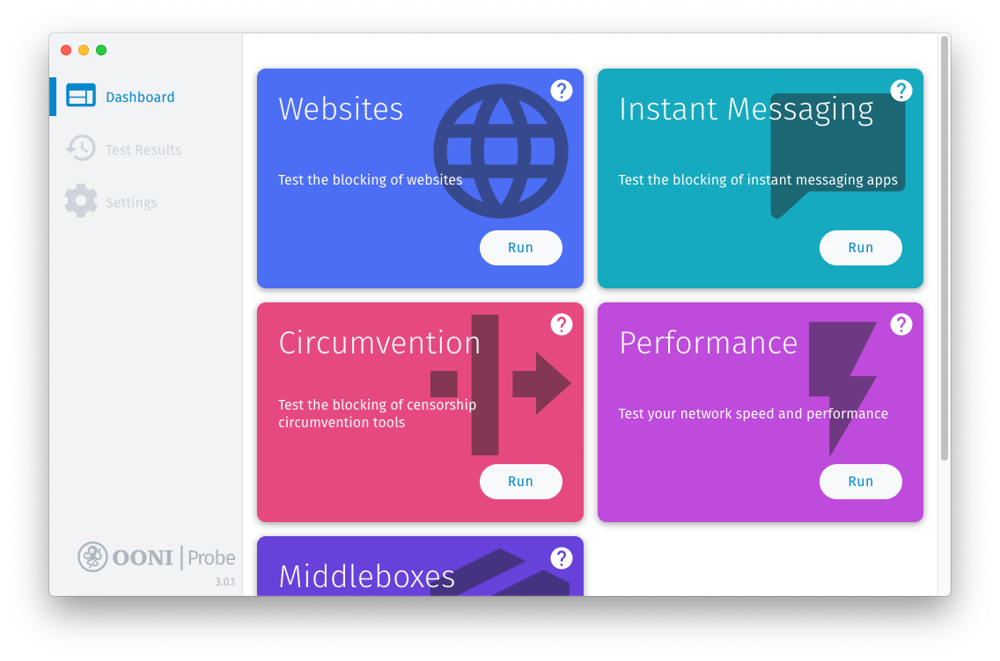 Dashboard
Test Results
Settings
OONI | Probe
3.0.1
Websites
?
Test the blocking of websites
Run
Instant Messaging
?
Test the blocking of instant messaging apps
Run
Circumvention
?
Test the blocking of censorship
circumvention tools
Run
Performance
?
Test your network speed and performance
Run
Middleboxes
?